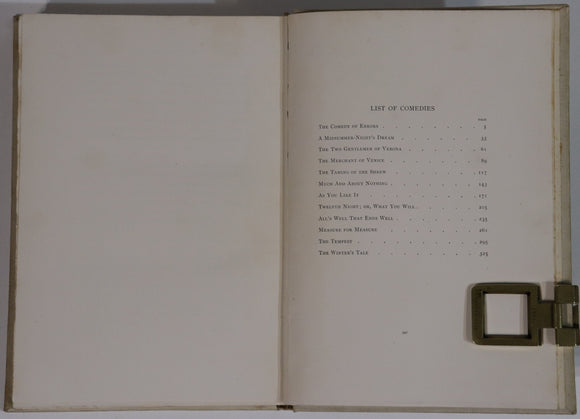 LIST OF COMEDIES
PAGE
THE COMEDY OF ERRORS . . . . . . . . 3
A MIDSUMMER-NIGHT'S DREAM . . . . . . 33
THE TWO GENTLEMEN OF VERONA . . . . . 61
THE MERCHANT OF VENICE . . . . . . . 89
THE TAMING OF THE SHREW . . . . . . . 117
MUCH ADO ABOUT NOTHING . . . . . . . 143
AS YOU LIKE IT . . . . . . . . . 171
TWELFTH NIGHT; OR, WHAT YOU WILL . . . . . 203
ALL'S WELL THAT ENDS WELL . . . . . . 235
MEASURE FOR MEASURE . . . . . . . 261
THE TEMPEST . . . . . . . . . 295
THE WINTER'S TALE . . . . . . . . 325